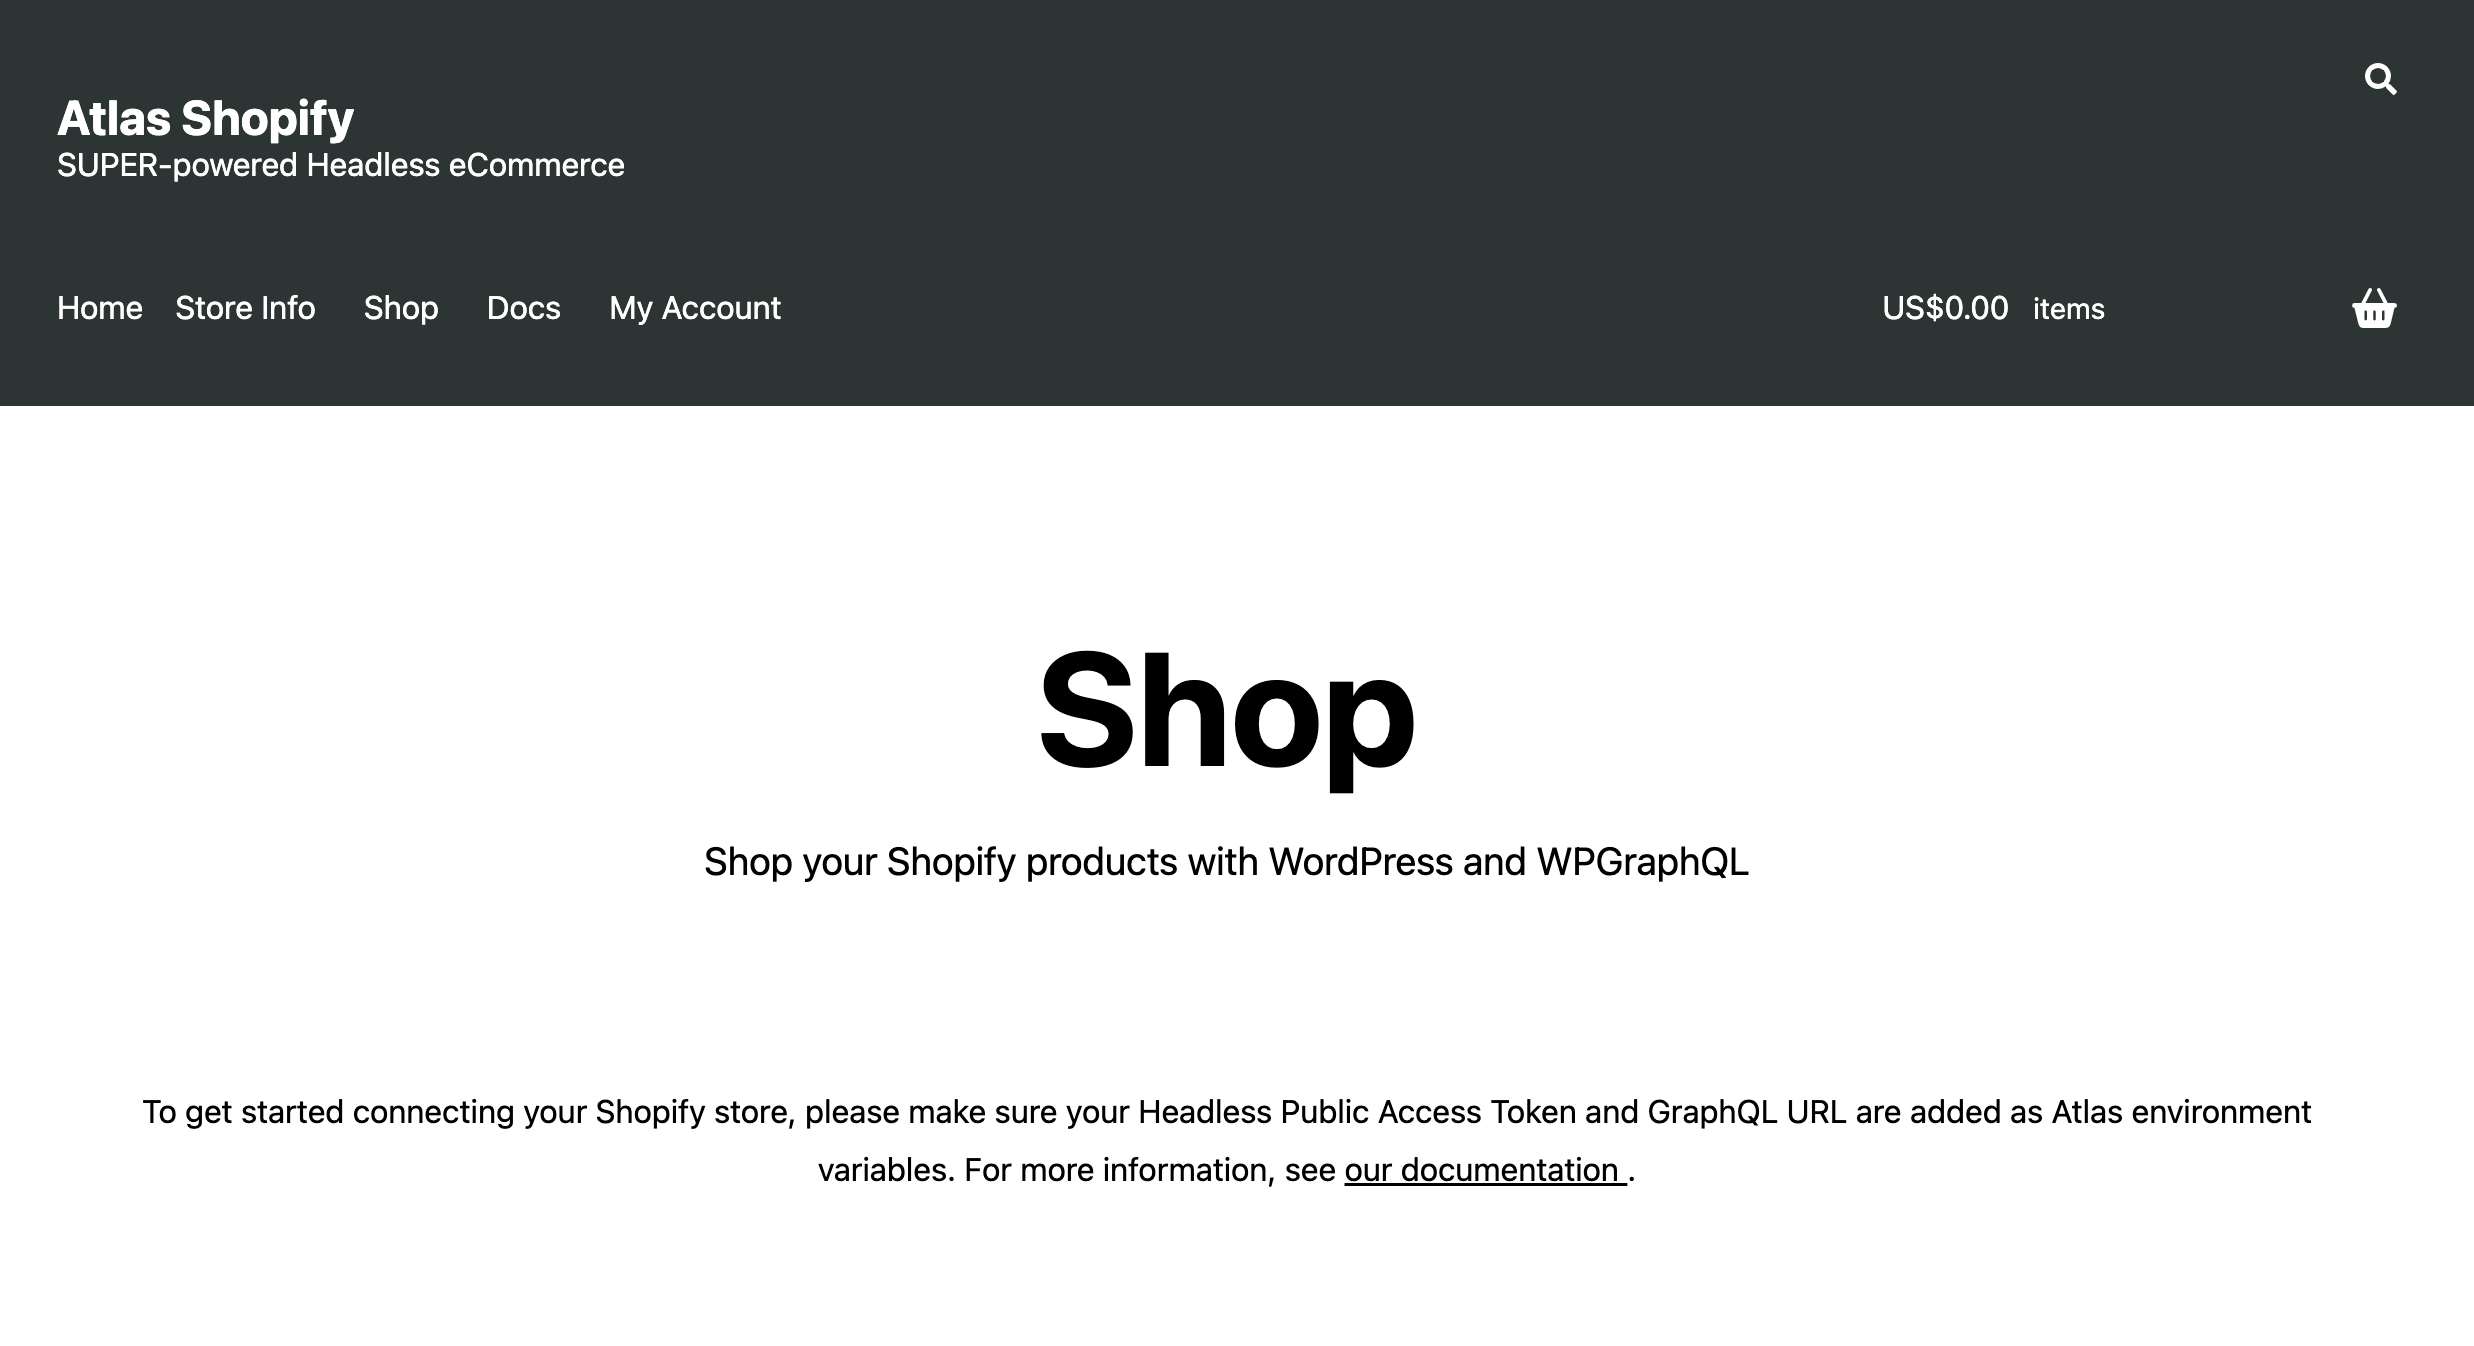 Atlas Shopify
SUPER-powered Headless eCommerce
Home Store Info Shop Docs My Account US$0.00 items
Shop
Shop your Shopify products with WordPress and WPGraphQL
To get started connecting your Shopify store, please make sure your Headless Public Access Token and GraphQL URL are added as Atlas environment
variables. For more information, see our documentation .